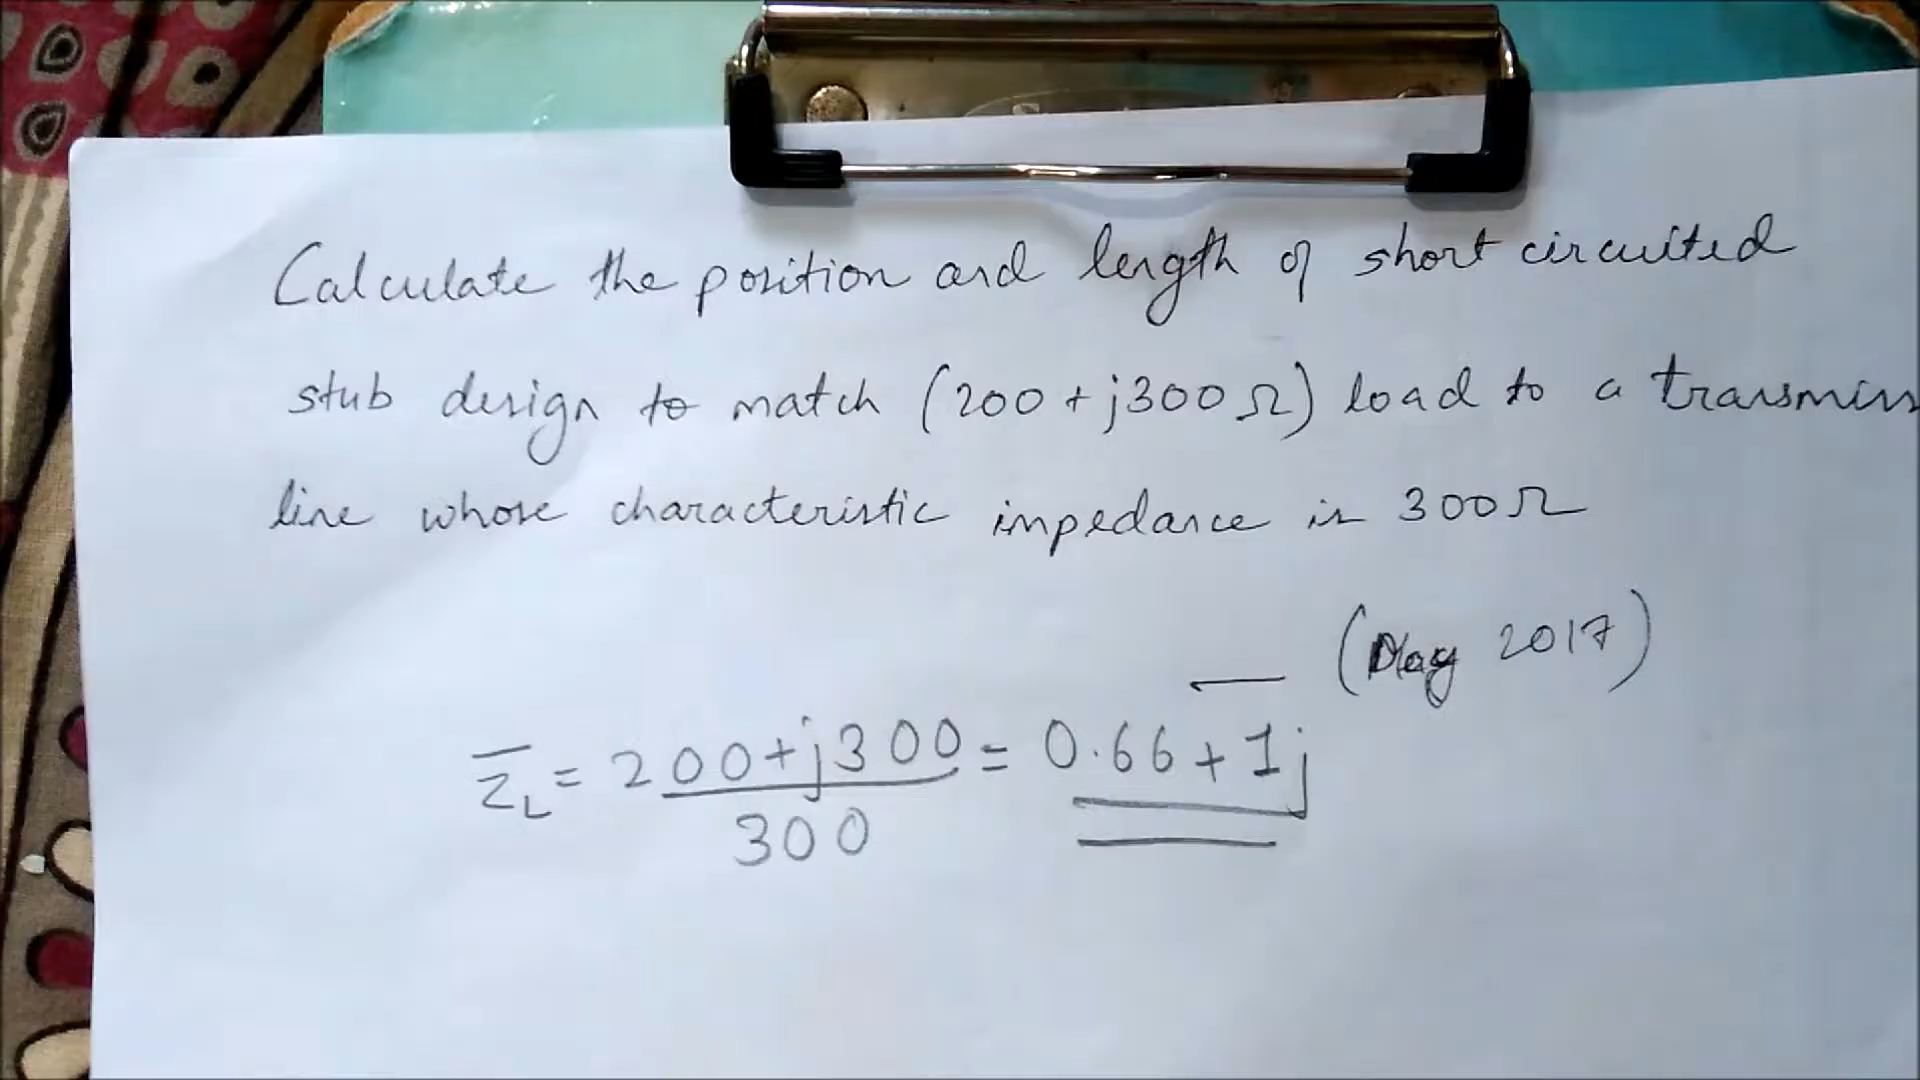 Calculate the position and length of short circuited
stub design to match (200 + j300 Ω) load to a transmiss
line whose characteristic impedance is 300Ω
(May 2017)
z̅L = 200+j300 / 300 = 0.66 + 1j